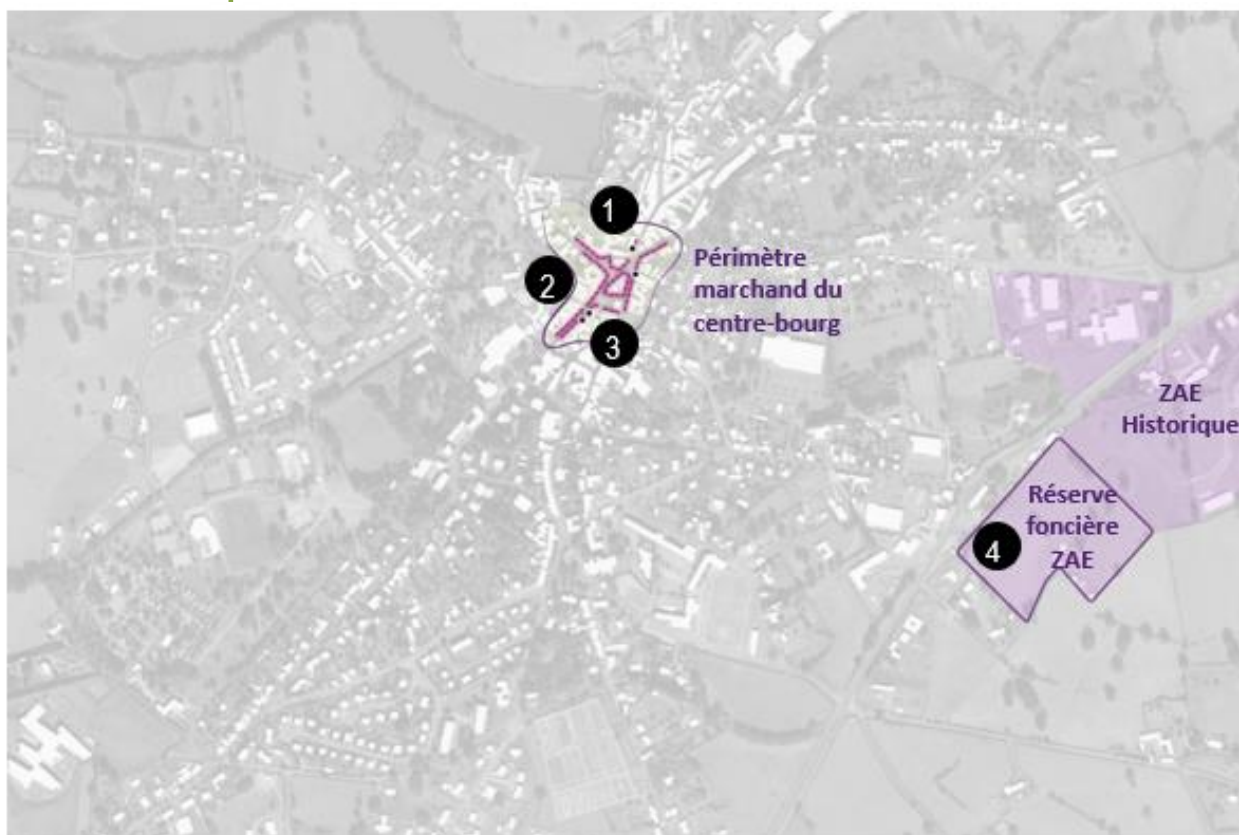 1
2
Périmètre
marchand du
centre-bourg
3
ZAE
Historique
Réserve
foncière
4
ZAE